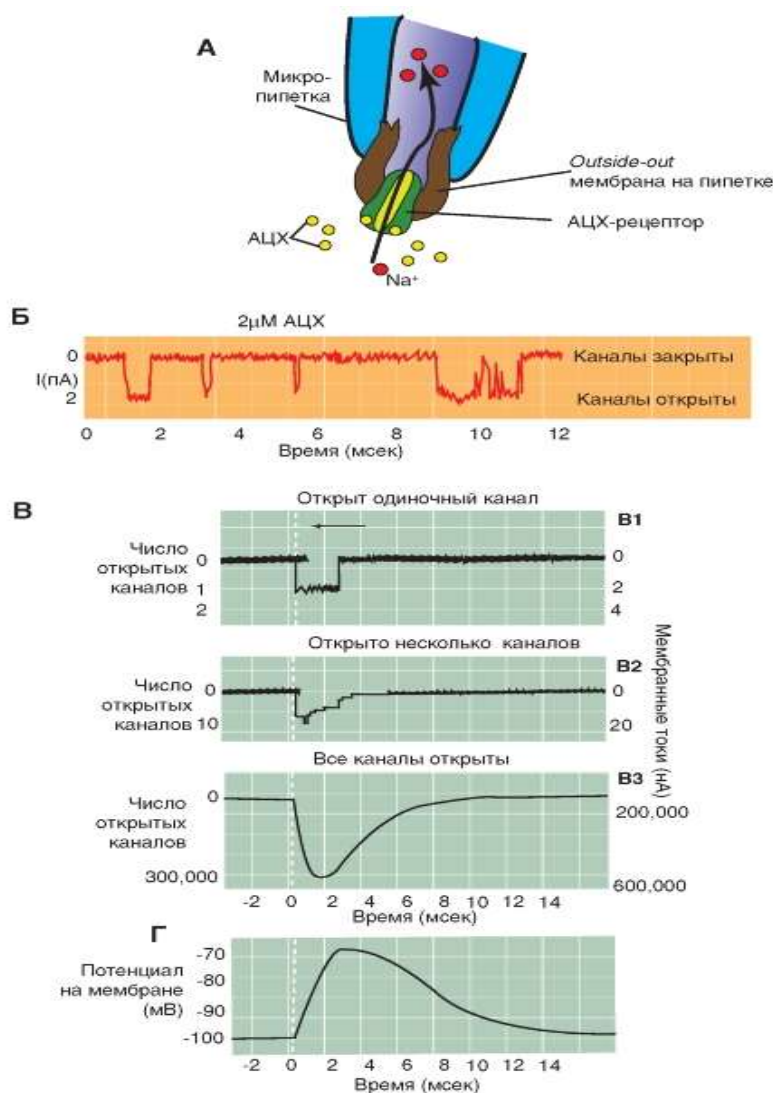 А
Микро-
пипетка
Outside-out
мембрана на пипетке
АЦХ-рецептор
АЦХ
Na+
Б
2μM АЦХ
0
I(пА)
2
Каналы закрыты
Каналы открыты
0 2 4 6 8 10 12
Время (мсек)
В
Открыт одиночный канал
В1
Число
открытых
каналов
0
1
2
0
2
4
Открыто несколько каналов
В2
Число
открытых
каналов
0
10
0
20
Мембранные токи (нА)
Все каналы открыты
В3
Число
открытых
каналов
0
300,000
200,000
600,000
-2 0 2 4 6 8 10 12 14
Время (мсек)
Г
Потенциал
на мембране
(мВ)
-70
-80
-90
-100
-2 0 2 4 6 8 10 12 14
Время (мсек)